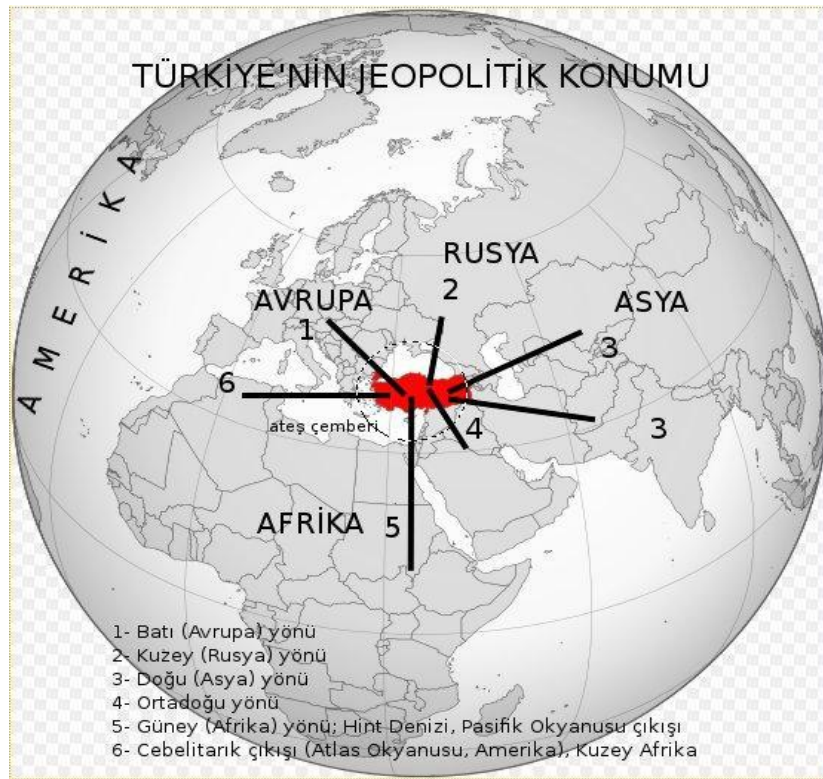 TÜRKİYE'NİN JEOPOLİTİK KONUMU
AMERİKA
RUSYA
2
AVRUPA
1
ASYA
3
6
ateş çemberi
4
3
AFRİKA 5
1- Batı (Avrupa) yönü
2- Kuzey (Rusya) yönü
3- Doğu (Asya) yönü
4- Ortadoğu yönü
5- Güney (Afrika) yönü; Hint Denizi, Pasifik Okyanusu çıkışı
6- Cebelitarık çıkışı (Atlas Okyanusu, Amerika), Kuzey Afrika